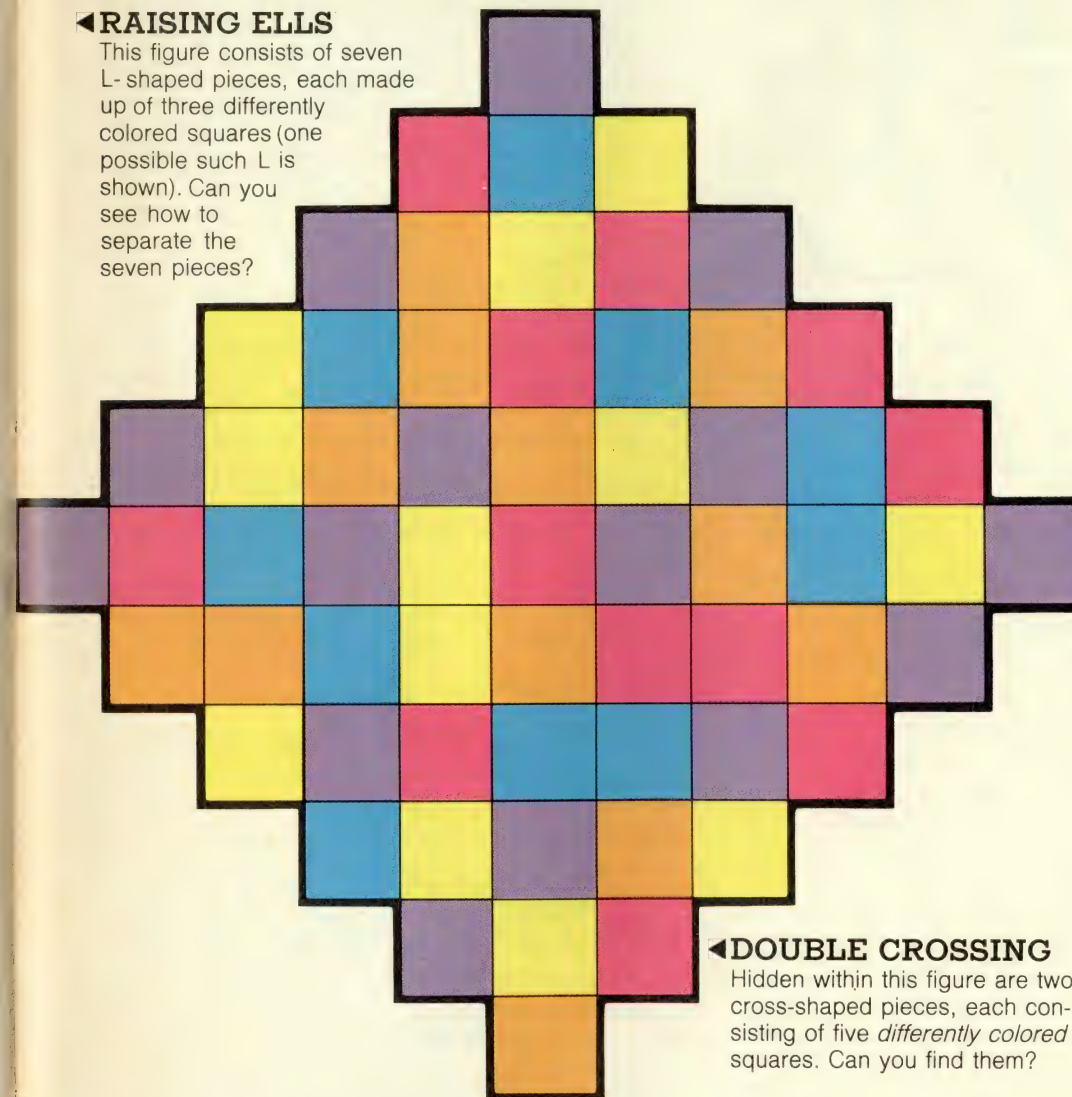 ◄RAISING ELLS
This figure consists of seven
L-shaped pieces, each made
up of three differently
colored squares (one
possible such L is
shown). Can you
see how to
separate the
seven pieces?
◄DOUBLE CROSSING
Hidden within this figure are two
cross-shaped pieces, each con-
sisting of five differently colored
squares. Can you find them?